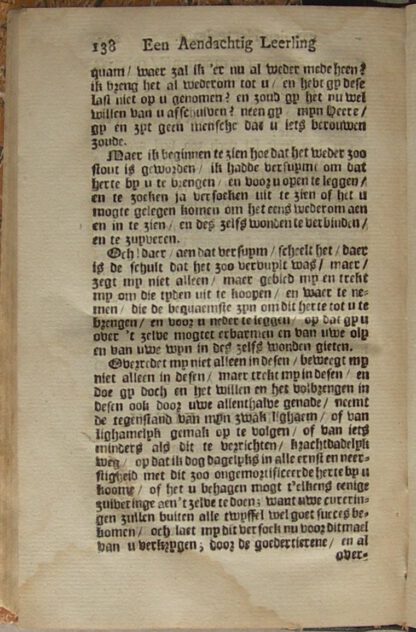 138 Een Aendachtig Leerling
quam / waer zal ik 'er nu al weder mede heen?
ik breng het al wederom tot u / en hebt gy dese
last niet op u genomen? en zoud gy het nu wel
willen van u afschuiven? neen gy / myn Heere /
gy en zyt geen mensche dat u iets berouwen
zoude.
Maer ik beginnen te zien hoe dat het weder zoo
stout is geworden / ik hadde versuymt om dat
herte by u te brengen / en voor u open te leggen /
en te zoeken ja versoeken uit te zien of het u
mogte gelegen komen om het eens wederom aen
en in te zien / en des zelfs wonden te verbinden /
en te zuyveren.
Och! daer / aen dat versuym / scheelt het / daer
is de schult dat het zoo vervuylt was / maer /
zegt my niet alleen / maer gebied my en trekt
my om die tyden uit te koopen / en waer te ne-
men / die de bequaemste zyn om dit herte tot u te
brengen / en voor u neder te leggen / op dat gy u
over 't zelve mogtet erbarmen en van uwe oly
en van uwe wyn in des zelfs wonden gieten.
Overredet my niet alleen in desen / beweegt my
niet alleen in desen / maer trekt my in desen / en
doe gy doch en het willen en het volbrengen in
desen ook door uwe allenthalve genade / neemt
de tegenstand van myn zwak lighaem / of van
lighamelyk gemak op te volgen / of van iets
minders als dit te verrichten / krachtdadelyk
weg / op dat ik dog dagelyks in alle ernst en neer-
stigheid met dit zoo ongemortificeerde herte by u
koome / of het u behagen mogt t'elkens eenige
zuiveringe aen 't zelve te doen; want uwe cureerin-
gen zullen buiten alle twyffel wel goet succes be-
komen / och laet my dit versoek nu voor ditmael
van u verkrygen; door de goedertierene / en al
over-